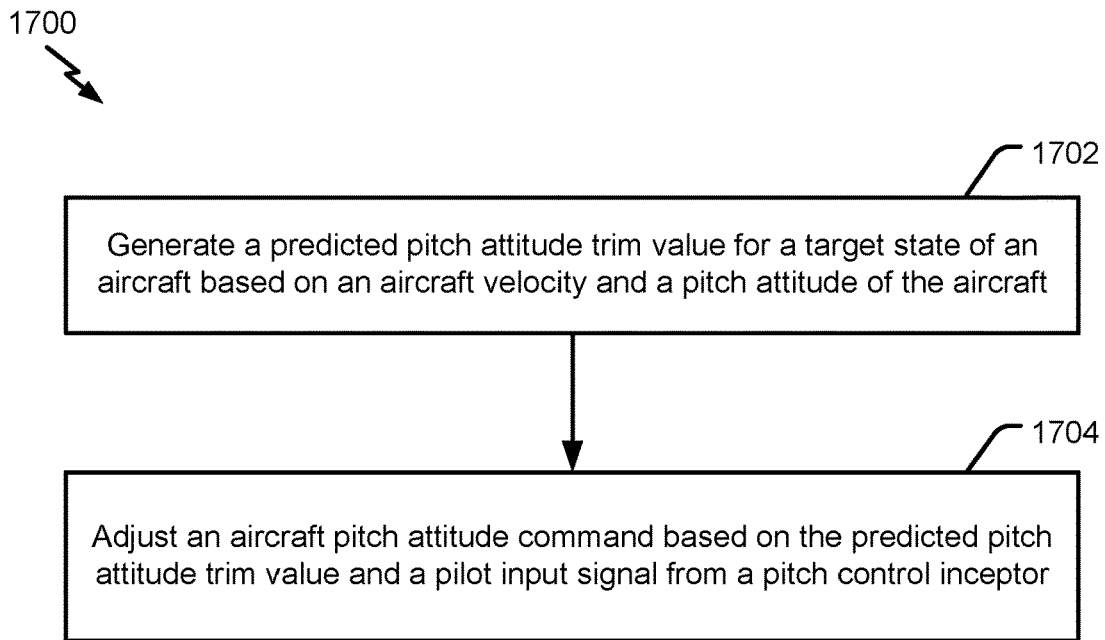 1700
1702
Generate a predicted pitch attitude trim value for a target state of an
aircraft based on an aircraft velocity and a pitch attitude of the aircraft
1704
Adjust an aircraft pitch attitude command based on the predicted pitch
attitude trim value and a pilot input signal from a pitch control inceptor